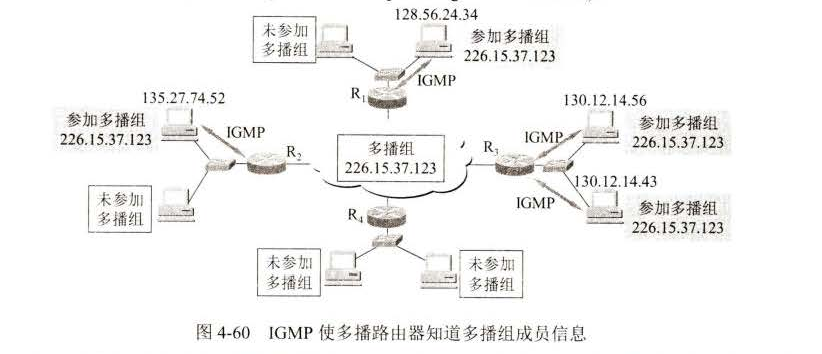 128.56.24.34
未参加
多播组
参加多播组
226.15.37.123
IGMP
R1
135.27.74.52
参加多播组
226.15.37.123
IGMP
R2
未参加
多播组
多播组
226.15.37.123
R3
130.12.14.56
IGMP
参加多播组
226.15.37.123
130.12.14.43
IGMP
参加多播组
226.15.37.123
R4
未参加
多播组
未参加
多播组
图 4-60 IGMP 使多播路由器知道多播组成员信息